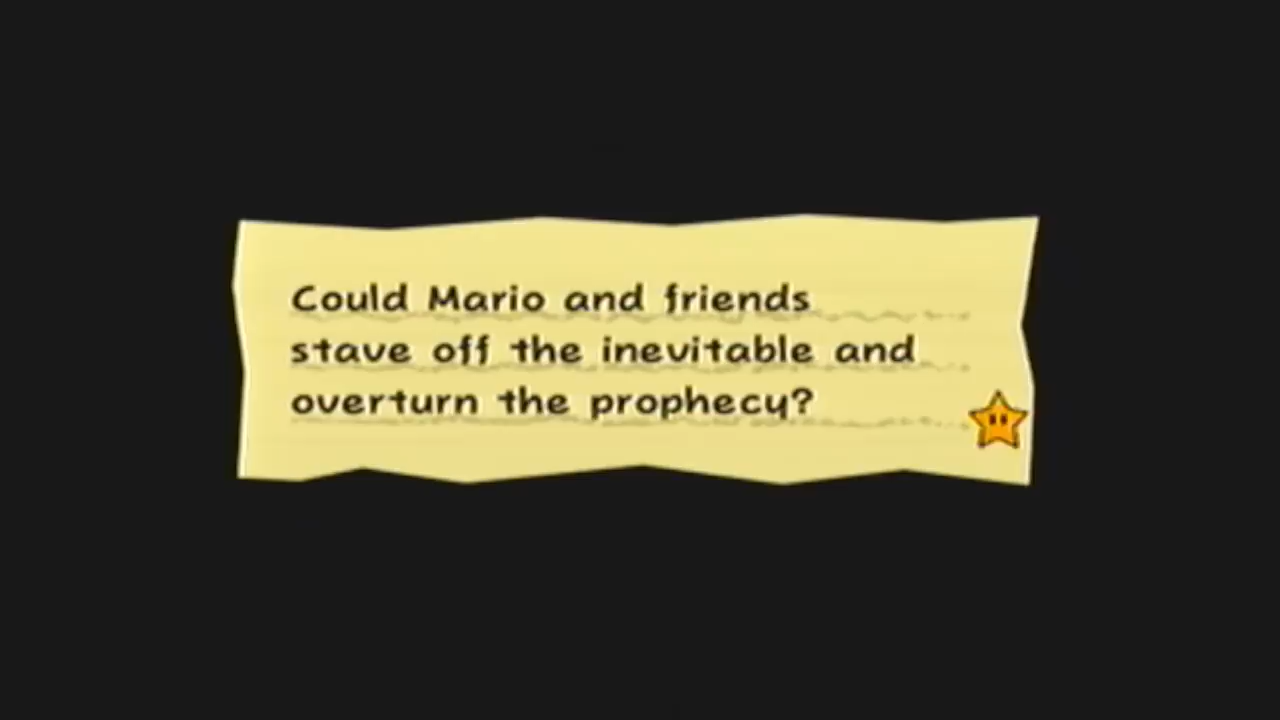 Could Mario and friends
stave off the inevitable and
overturn the prophecy?